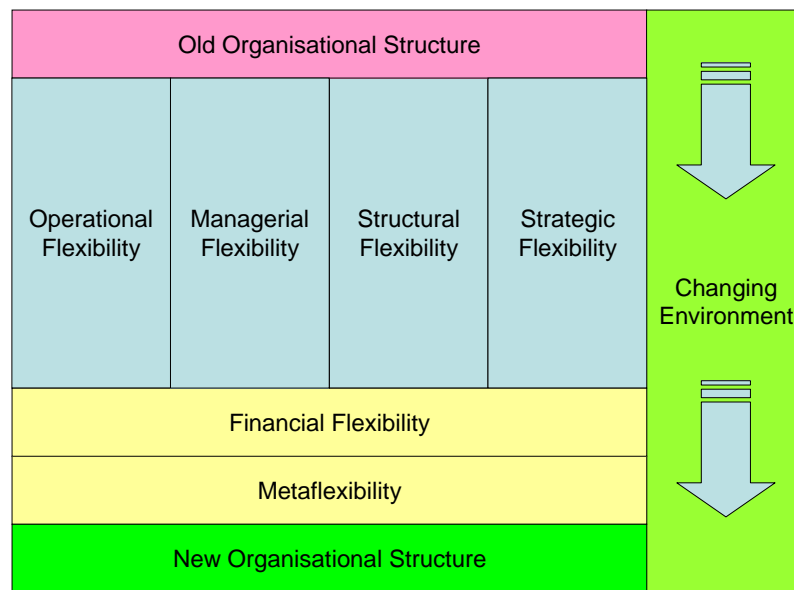 Old Organisational Structure
Operational
Flexibility
Managerial
Flexibility
Structural
Flexibility
Strategic
Flexibility
Changing
Environment
Financial Flexibility
Metaflexibility
New Organisational Structure